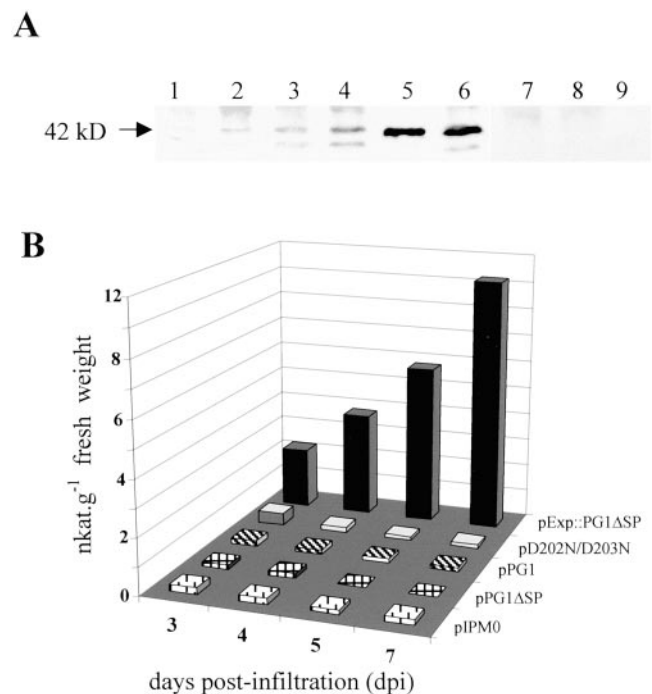 A
1 2 3 4 5 6 7 8 9
42 kD
B
12
8
6
4
2
0
nkat.g⁻¹ fresh weight
3 4 5 7
days post-infiltration (dpi)
pExp::PG1ΔSP
pD202N/D203N
pPG1
pPG1ΔSP
pIPM0